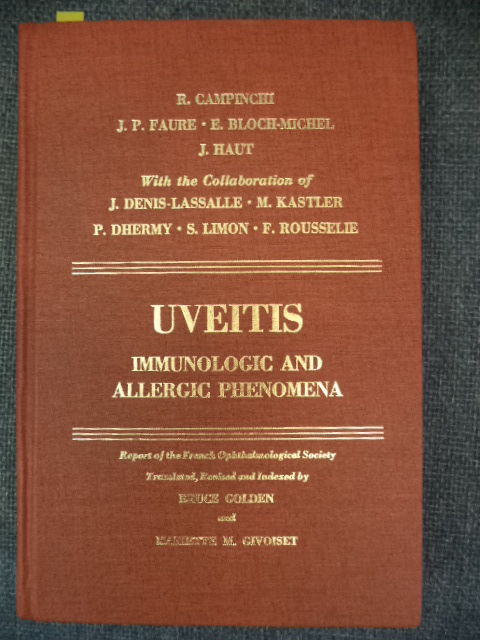 R. CAMPINCHI
J. P. FAURE • E. BLOCH-MICHEL
J. HAUT
With the Collaboration of
J. DENIS-LASSALLE • M. KASTLER
P. DHERMY • S. LIMON • F. ROUSSELIE
UVEITIS
IMMUNOLOGIC AND
ALLERGIC PHENOMENA
Report of the French Ophthalmological Society
Translated, Revised and Indexed by
BRUCE GOLDEN
and
MARIETTE M. GIVOISET